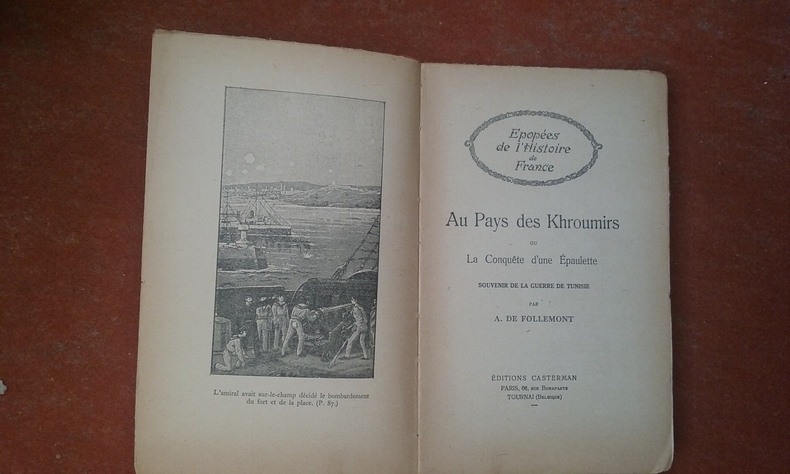 L'amiral avait sur-le-champ décidé le bombardement
du fort et de la place. (P. 87.)
Epopées
de l'Histoire
de
France
Au Pays des Khroumirs
ou
La Conquête d'une Épaulette
SOUVENIR DE LA GUERRE DE TUNISIE
PAR
A. DE FOLLEMONT
ÉDITIONS CASTERMAN
PARIS, 66, RUE BONAPARTE
TOURNAI (BELGIQUE)